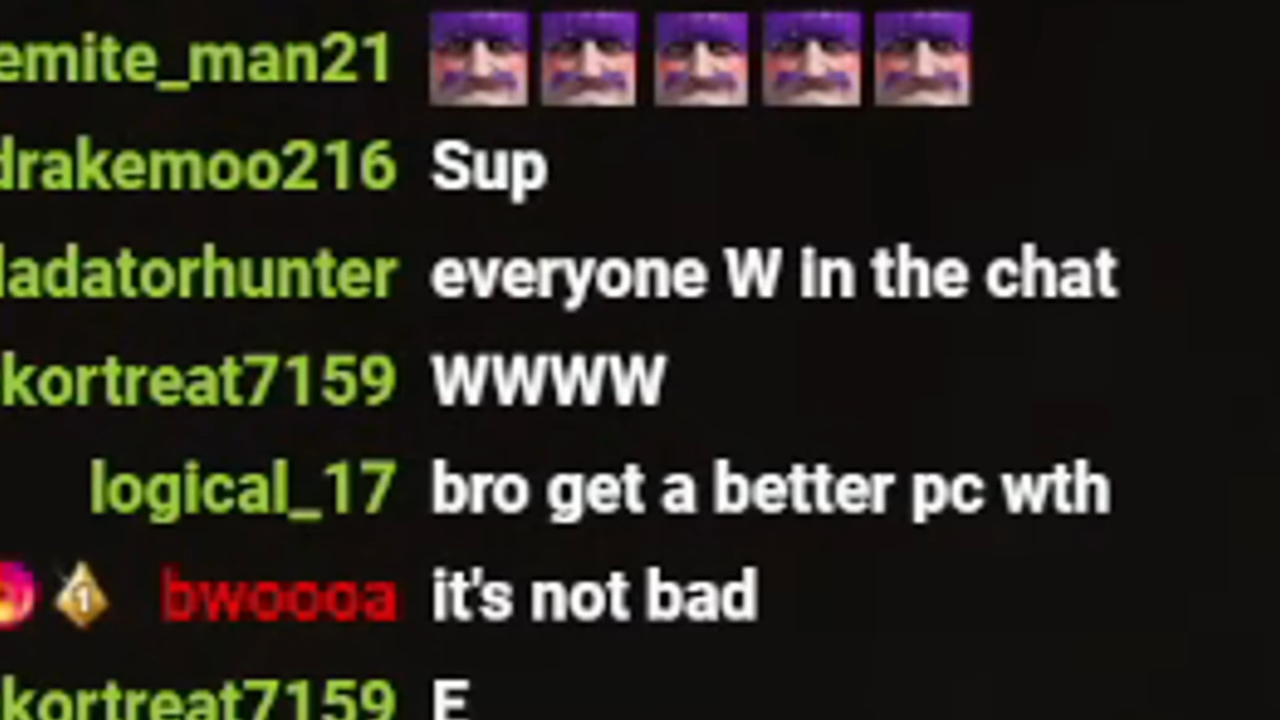 emite_man21
drakemoo216 Sup
ladatorhunter everyone W in the chat
kortreat7159 WWWW
logical_17 bro get a better pc wth
1 bwoooa it's not bad
kortreat7159 E